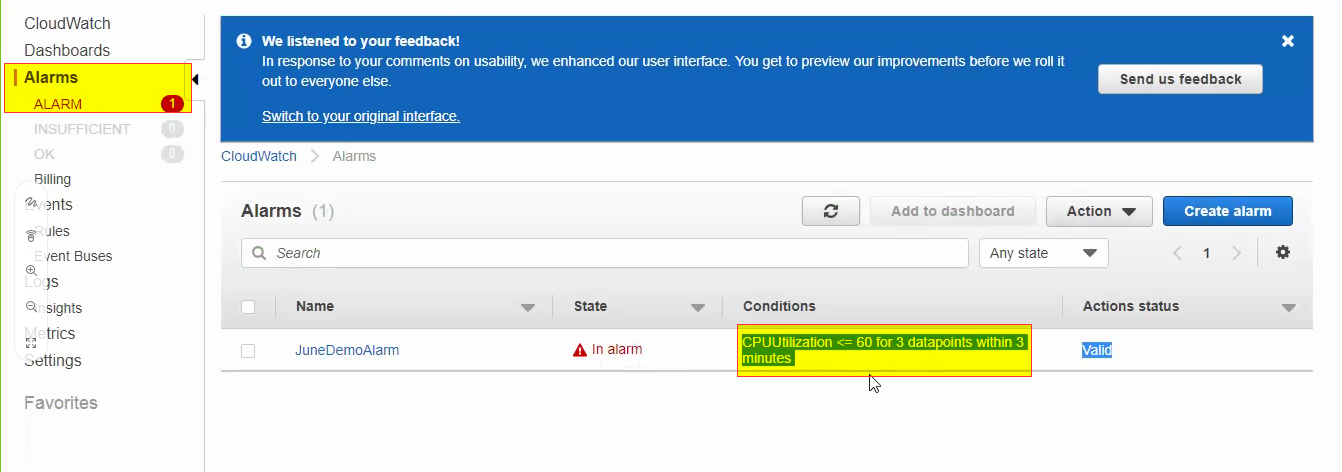 CloudWatch
Dashboards
Alarms
ALARM 1
INSUFFICIENT 0
OK 0
Billing
Events
Rules
Event Buses
Logs
Insights
Metrics
Settings
Favorites
We listened to your feedback!
In response to your comments on usability, we enhanced our user interface. You get to preview our improvements before we roll it
out to everyone else.
Switch to your original interface.
Send us feedback
CloudWatch Alarms
Alarms (1)
Add to dashboard
Action
Create alarm
Search
Any state
1
Name State Conditions Actions status
JuneDemoAlarm In alarm CPUUtilization <= 60 for 3 datapoints within 3
minutes
Valid